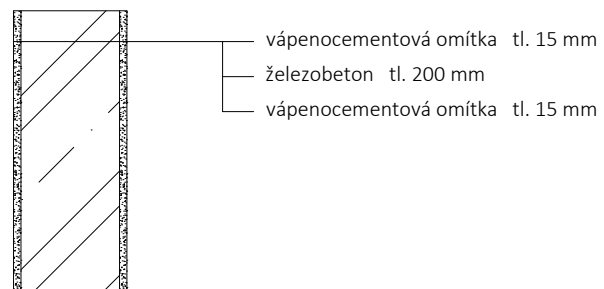 vápenocementová omítka tl. 15 mm
železobeton tl. 200 mm
vápenocementová omítka tl. 15 mm